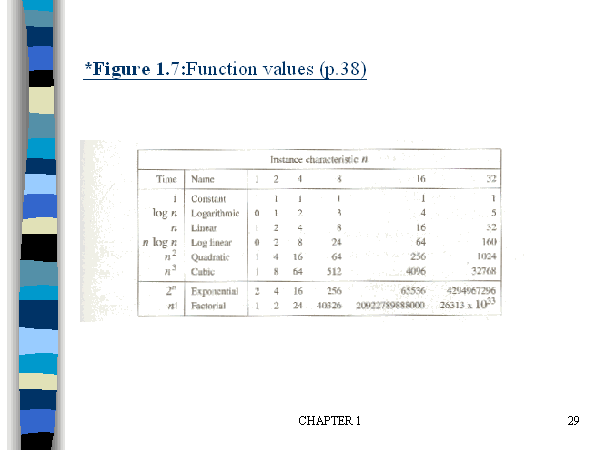 *Figure 1.7:Function values (p.38)
Instance characteristic n
Time Name 1 2 4 8 16 32
1 Constant 1 1 1 1 1
log n Logarithmic 0 1 2 3 4 5
n Linear 1 2 4 8 16 32
n log n Log linear 0 2 8 24 64 160
n² Quadratic 1 4 16 64 256 1024
n³ Cubic 1 8 64 512 4096 32768
2ⁿ Exponential 2 4 16 256 65536 4294967296
n! Factorial 1 2 24 40326 20922789888000 26313 x 10³³
CHAPTER 1 29